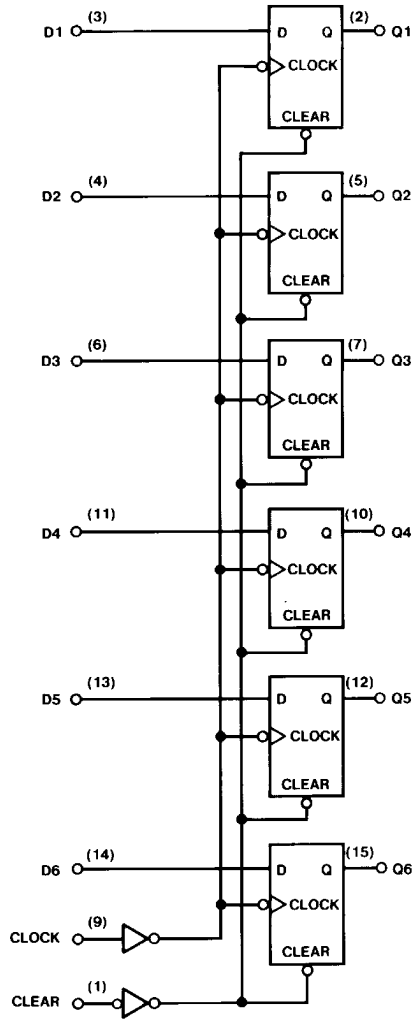 D1 (3) D Q (2) Q1
CLOCK
CLEAR
D2 (4) D Q (5) Q2
CLOCK
CLEAR
D3 (6) D Q (7) Q3
CLOCK
CLEAR
D4 (11) D Q (10) Q4
CLOCK
CLEAR
D5 (13) D Q (12) Q5
CLOCK
CLEAR
D6 (14) D Q (15) Q6
CLOCK
CLEAR
CLOCK (9)
CLEAR (1)